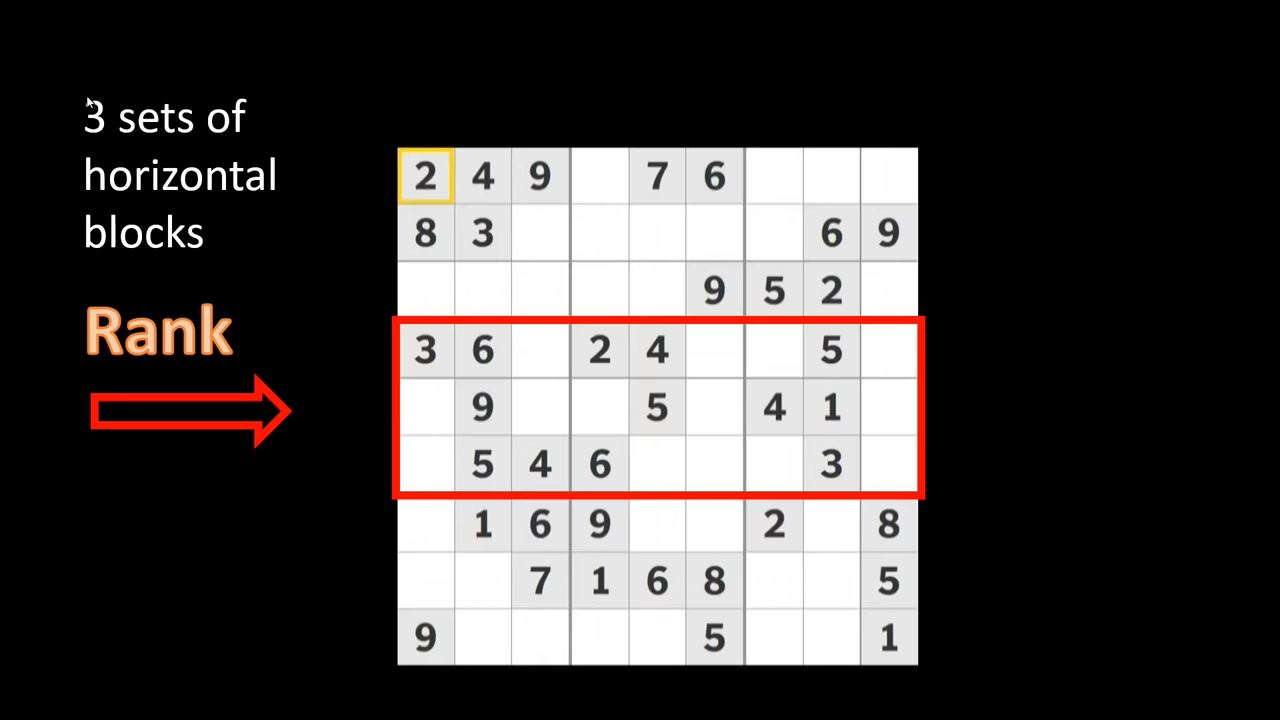 3 sets of
horizontal
blocks
Rank
2 4 9 7 6
8 3 6 9
9 5 2
3 6 2 4 5
9 5 4 1
5 4 6 3
1 6 9 2 8
7 1 6 8 5
9 5 1